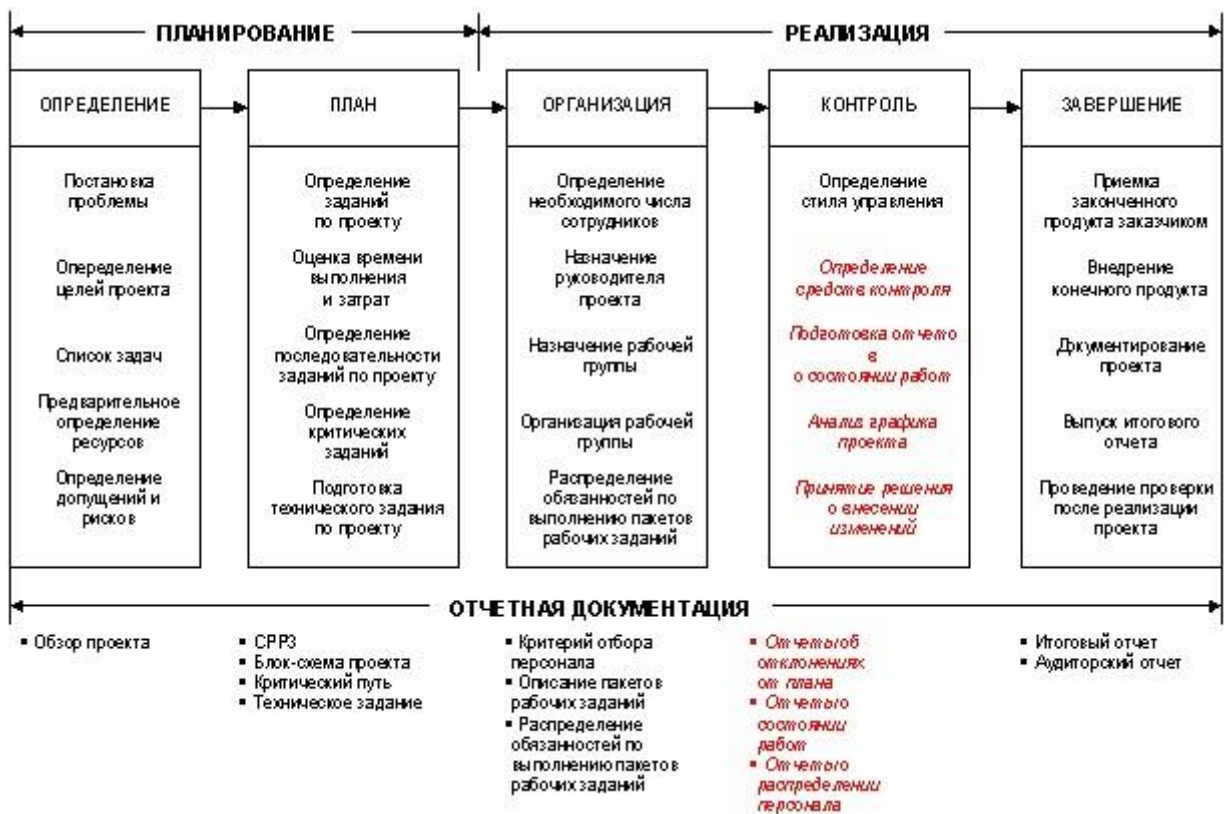 ПЛАНИРОВАНИЕ
РЕАЛИЗАЦИЯ
ОПРЕДЕЛЕНИЕ
ПЛАН
ОРГАНИЗАЦИЯ
КОНТРОЛЬ
ЗАВЕРШЕНИЕ
Постановка
проблемы
Опеределение
целей проекта
Список задач
Предварительное
определение
ресурсов
Определение
допущений и
рисков
Определение
заданий
по проекту
Оценка времени
выполнения
и затрат
Определение
последовательности
заданий по проекту
Определение
критических
заданий
Подготовка
технического задания
по проекту
Определение
необходимого числа
сотрудников
Назначение
руководителя
проекта
Назначение рабочей
группы
Организация рабочей
группы
Распределение
обязанностей по
выполнению пакетов
рабочих заданий
Определение
стиля управления
Определение
средств контроля
Подготовка отчето
в
о состоянии работ
Анализ графика
проекта
Принятие решения
о внесении
изменений
Приемка
законченного
продукта заказчиком
Внедрение
конечного продукта
Документирование
проекта
Выпуск итогового
отчета
Проведение проверки
после реализации
проекта
ОТЧЕТНАЯ ДОКУМЕНТАЦИЯ
▪ Обзор проекта
▪ СРРЗ
▪ Блок-схема проекта
▪ Критический путь
▪ Техническое задание
▪ Критерий отбора
персонала
▪ Описание пакетов
рабочих заданий
▪ Распределение
обязанностей по
выполнению пакетов
рабочих заданий
▪ Отчеты об
отклонениях
от плана
▪ Отчеты о
состоянии
работ
▪ Отчеты о
распределении
персонала
▪ Итоговый отчет
▪ Аудиторский отчет